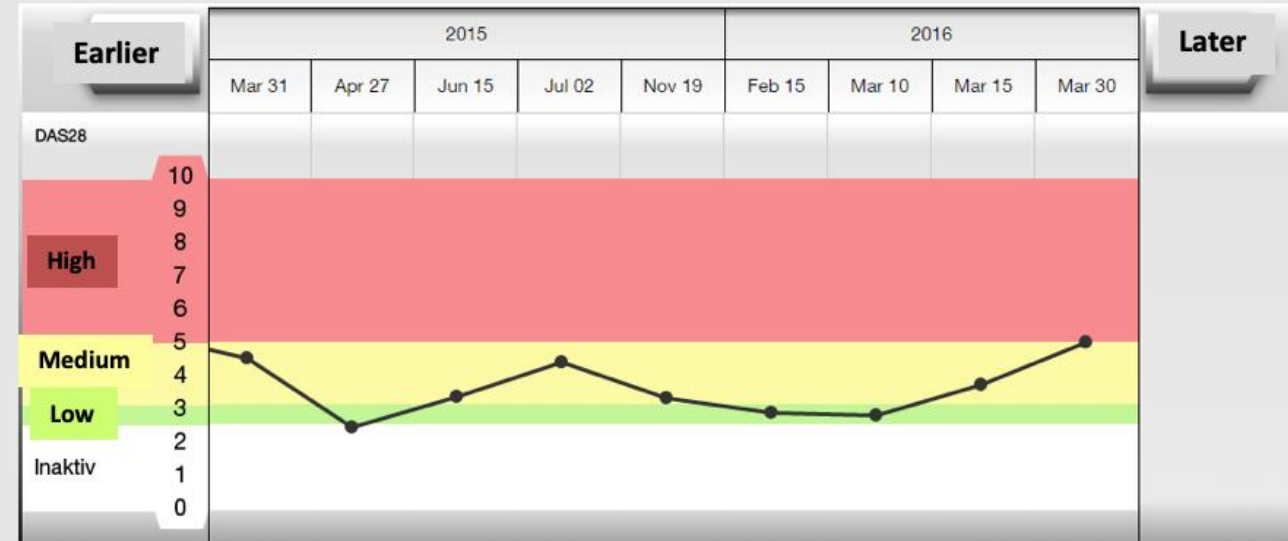 Earlier
2015
2016
Later
Mar 31
Apr 27
Jun 15
Jul 02
Nov 19
Feb 15
Mar 10
Mar 15
Mar 30
DAS28
10
9
8
High
7
6
5
Medium
4
Low
3
2
Inaktiv
1
0